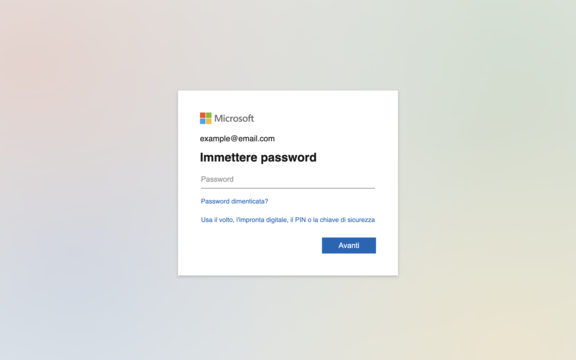 Microsoft
example@email.com
Immettere password
Password
Password dimenticata?
Usa il volto, l'impronta digitale, il PIN o la chiave di sicurezza
Avanti